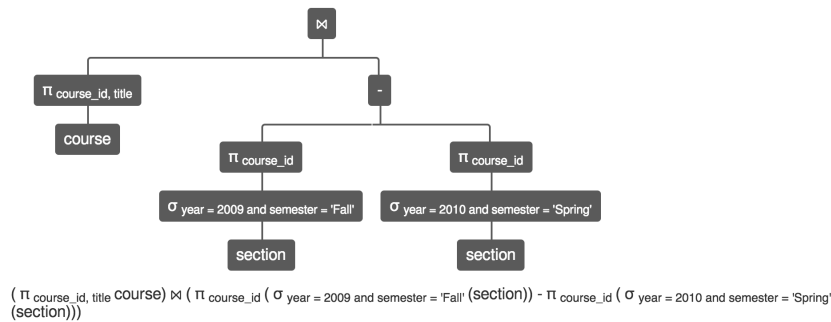 ⋈
π course_id, title
-
course
π course_id
π course_id
σ year = 2009 and semester = 'Fall'
σ year = 2010 and semester = 'Spring'
section
section
( π course_id, title course) ⋈ ( π course_id ( σ year = 2009 and semester = 'Fall' (section)) - π course_id ( σ year = 2010 and semester = 'Spring'
(section)))